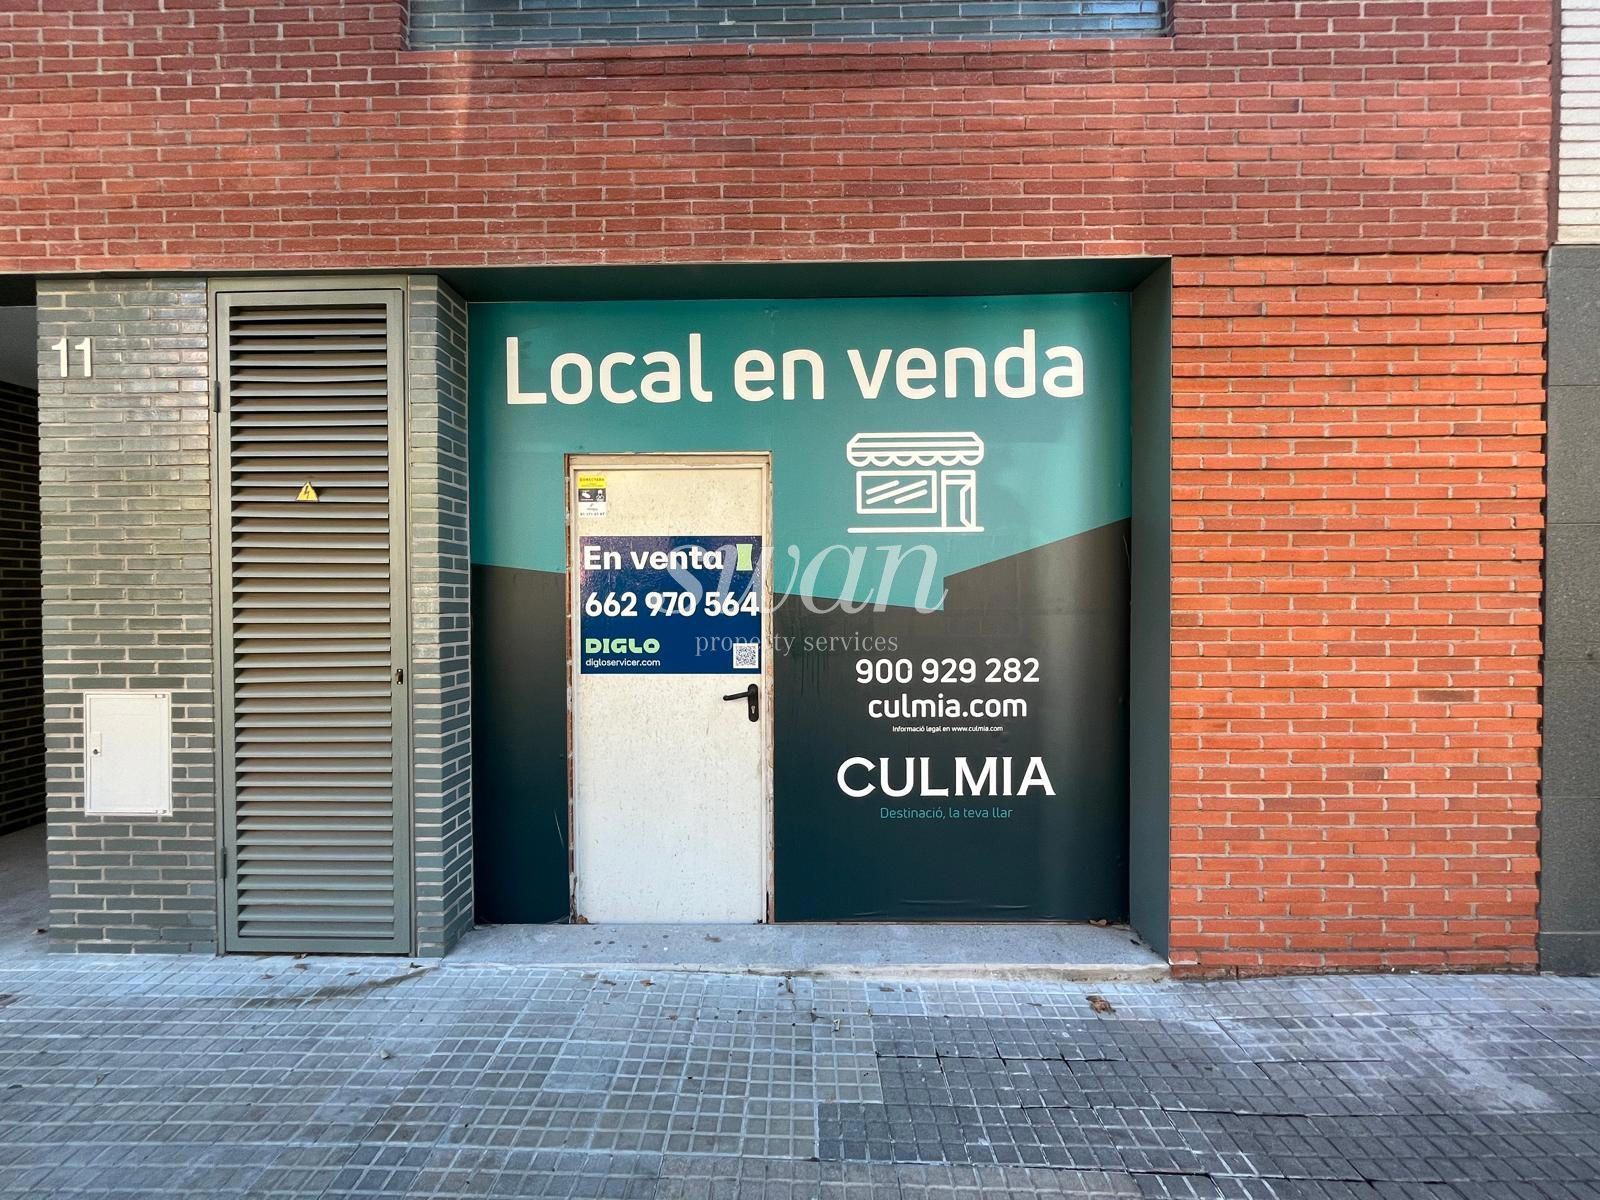 11
Local en venda
CONECTADA
En venta
662 970 564
DIGLO
digloservicer.com
swan
property services
900 929 282
culmia.com
Informació legal en www.culmia.com
CULMIA
Destinació, la teva llar